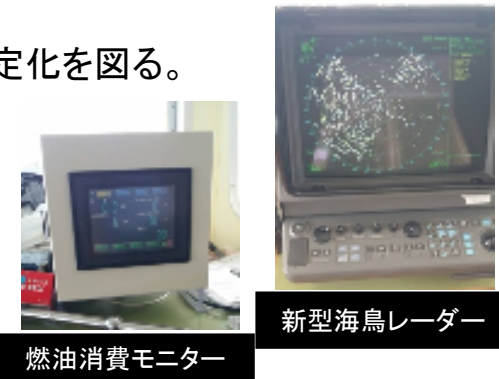 定化を図る。
新型海鳥レーダー
燃油消費モニター